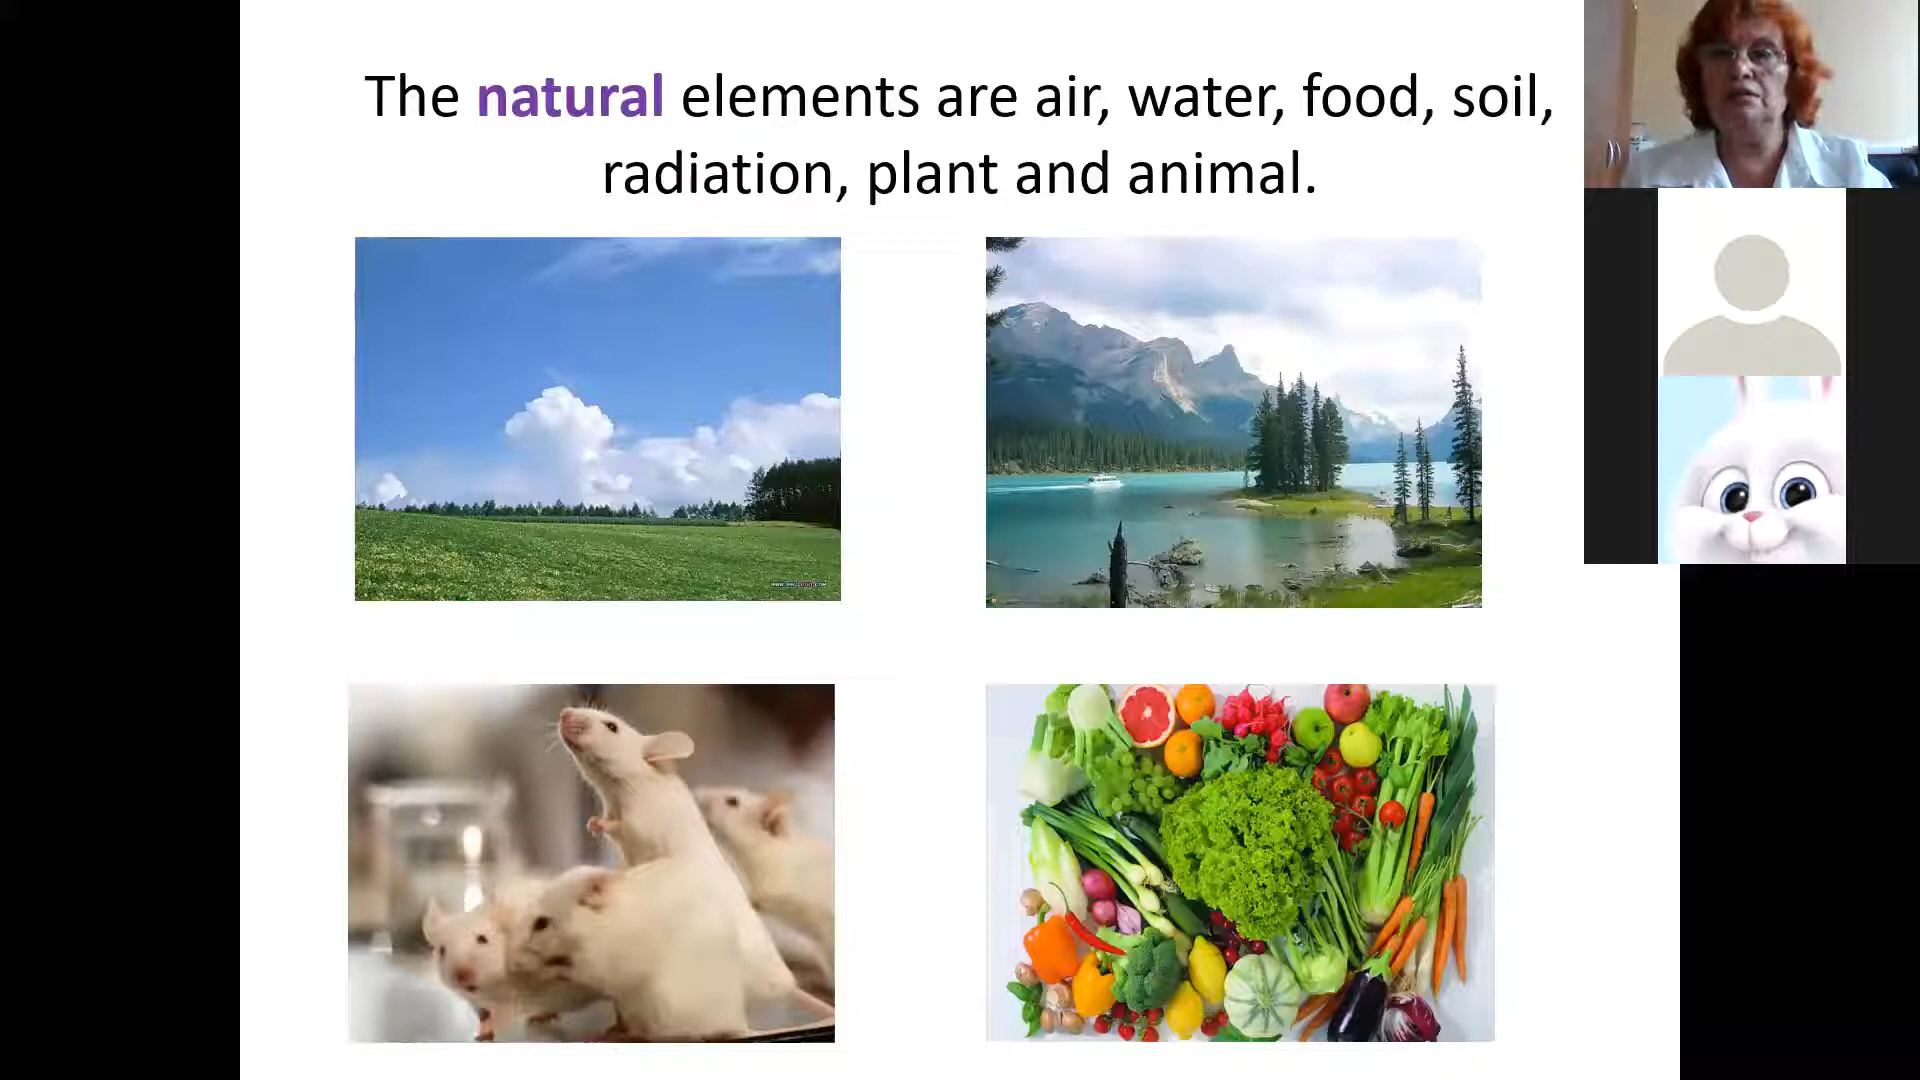 The natural elements are air, water, food, soil,
radiation, plant and animal.